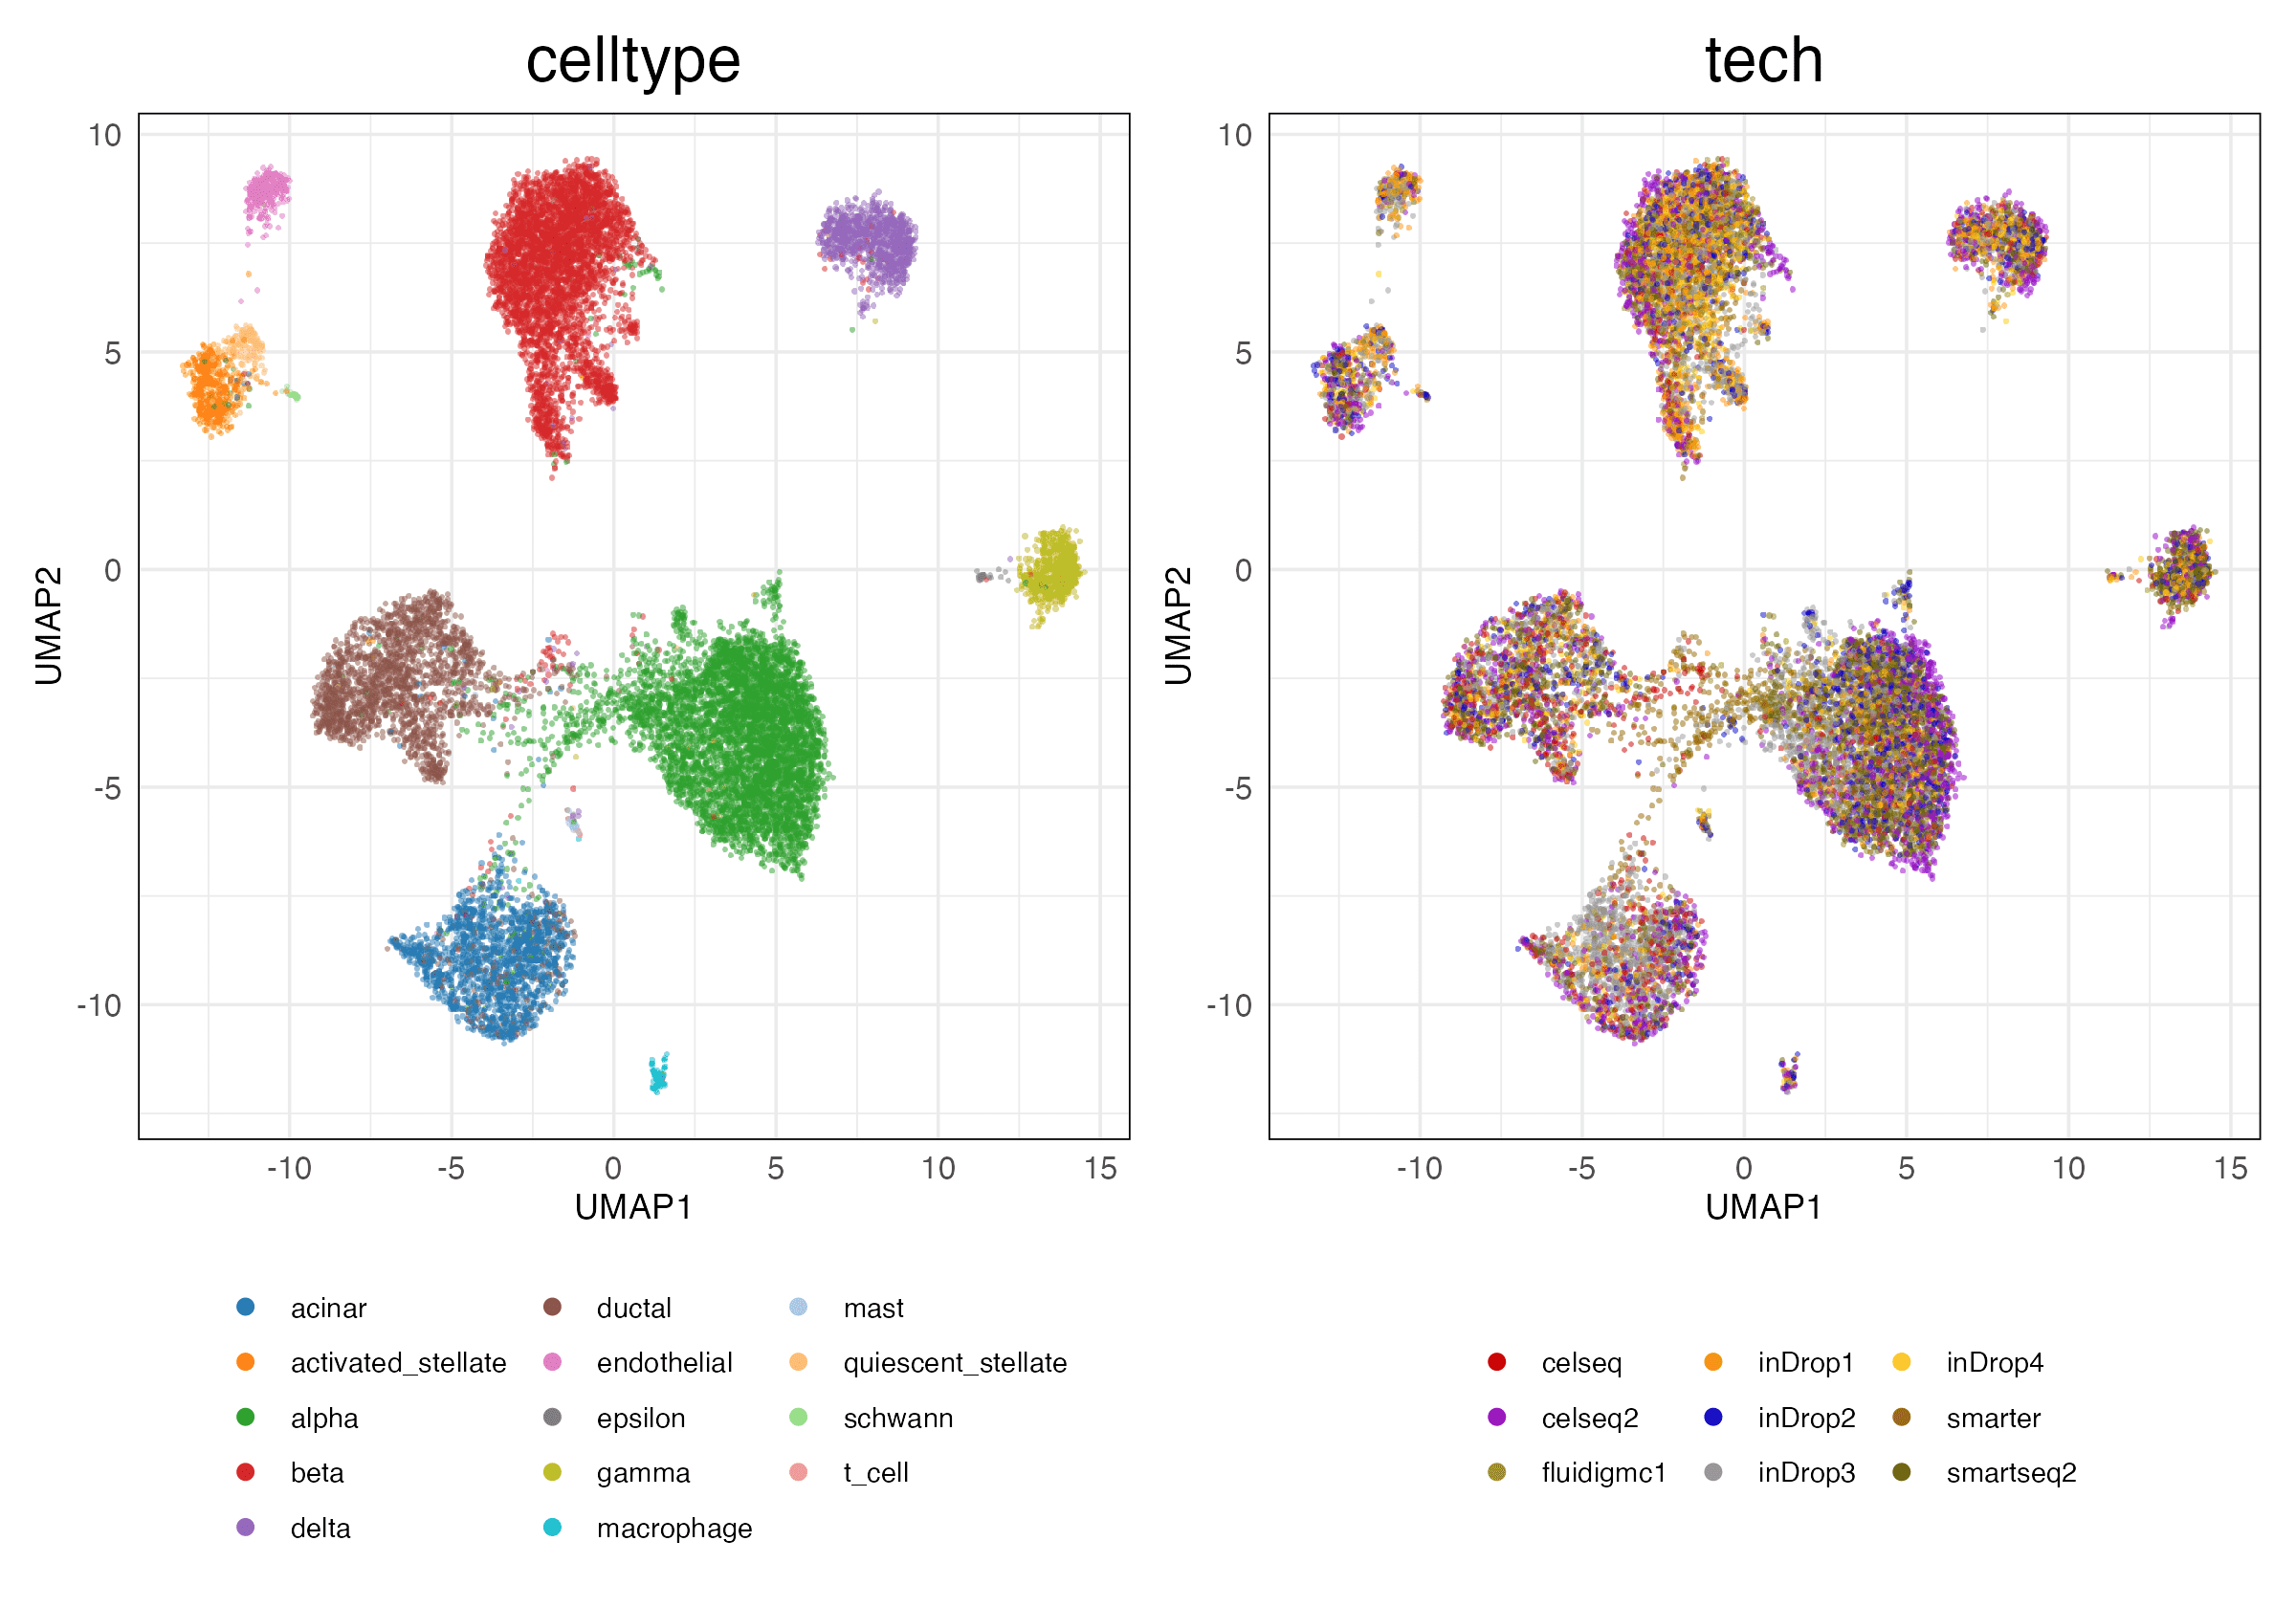 celltype
tech
10
5
0
-5
-10
UMAP2
-10 -5 0 5 10 15
UMAP1
10
5
0
-5
-10
UMAP2
-10 -5 0 5 10 15
UMAP1
acinar
activated_stellate
alpha
beta
delta
ductal
endothelial
epsilon
gamma
macrophage
mast
quiescent_stellate
schwann
t_cell
celseq
celseq2
fluidigmc1
inDrop1
inDrop2
inDrop3
inDrop4
smarter
smartseq2